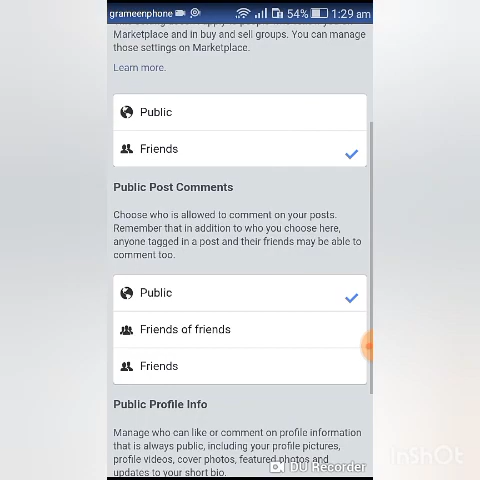 grameenphone 54% 1:29 am
Marketplace and in buy and sell groups. You can manage
those settings on Marketplace.
Learn more.
Public
Friends
Public Post Comments
Choose who is allowed to comment on your posts.
Remember that in addition to who you choose here,
anyone tagged in a post and their friends may be able to
comment too.
Public
Friends of friends
Friends
Public Profile Info
Manage who can like or comment on profile information
that is always public, including your profile pictures,
profile videos, cover photos, featured photos and
updates to your short bio.
DU Recorder
InShOt